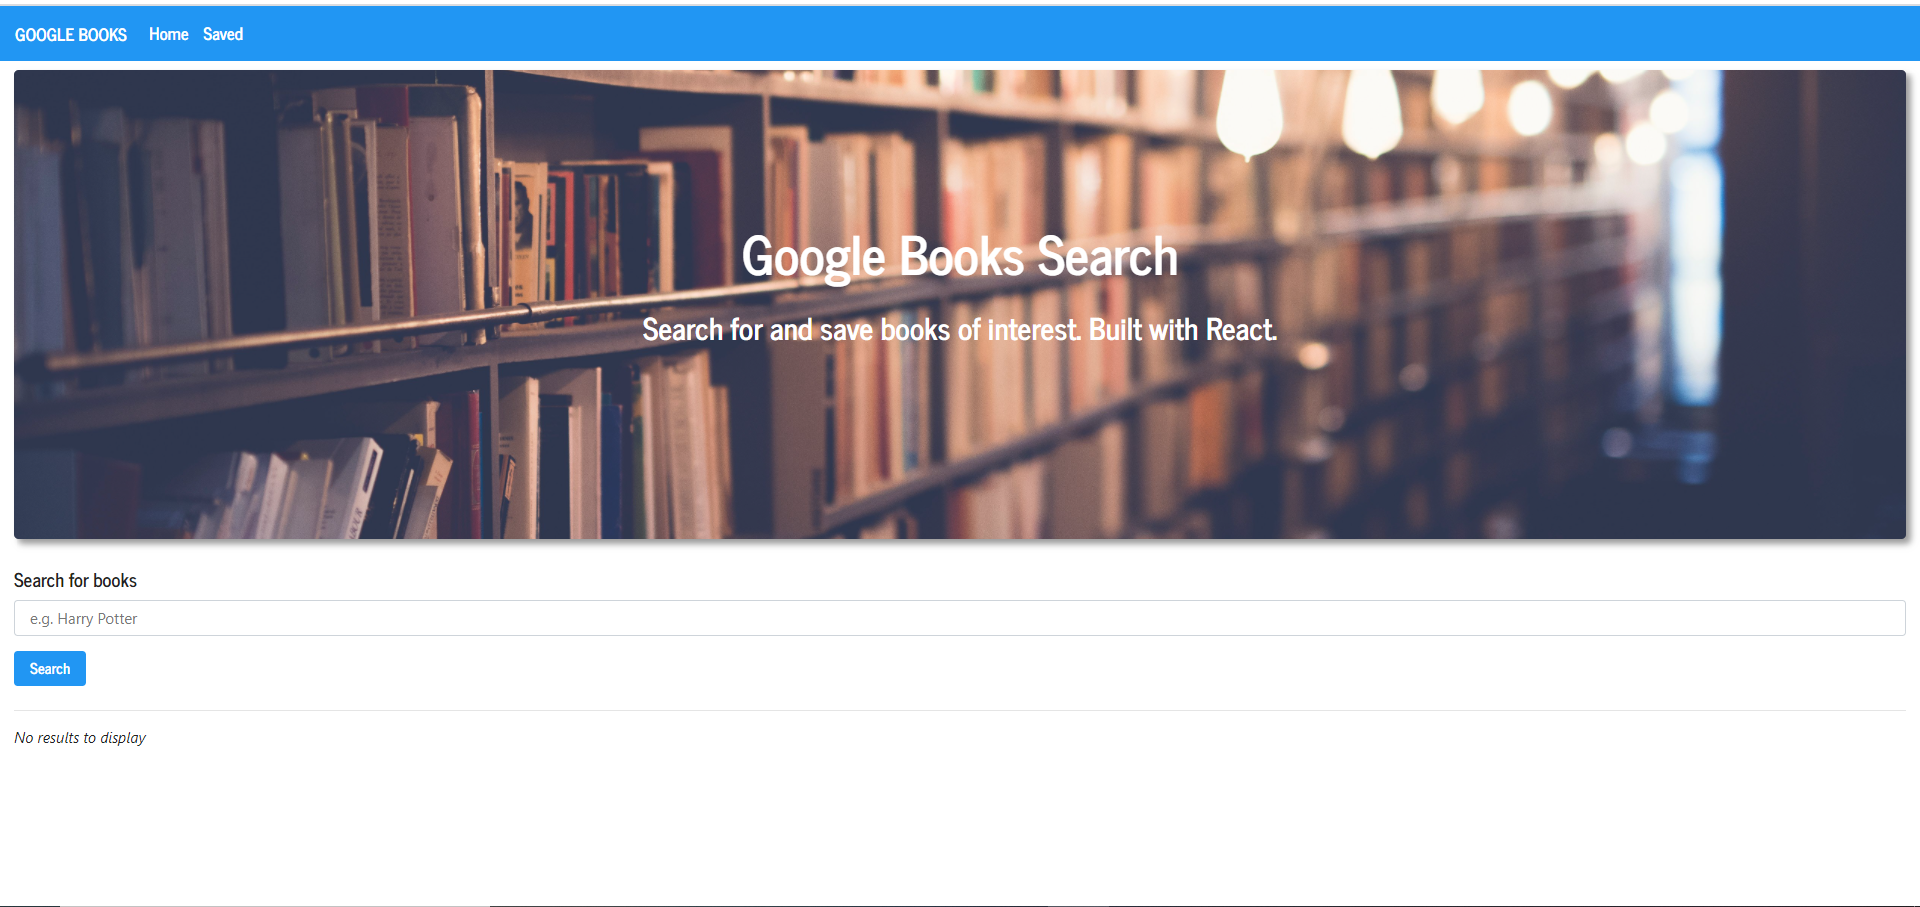 GOOGLE BOOKS Home Saved
Google Books Search
Search for and save books of interest. Built with React.
Search for books
e.g. Harry Potter
Search
No results to display